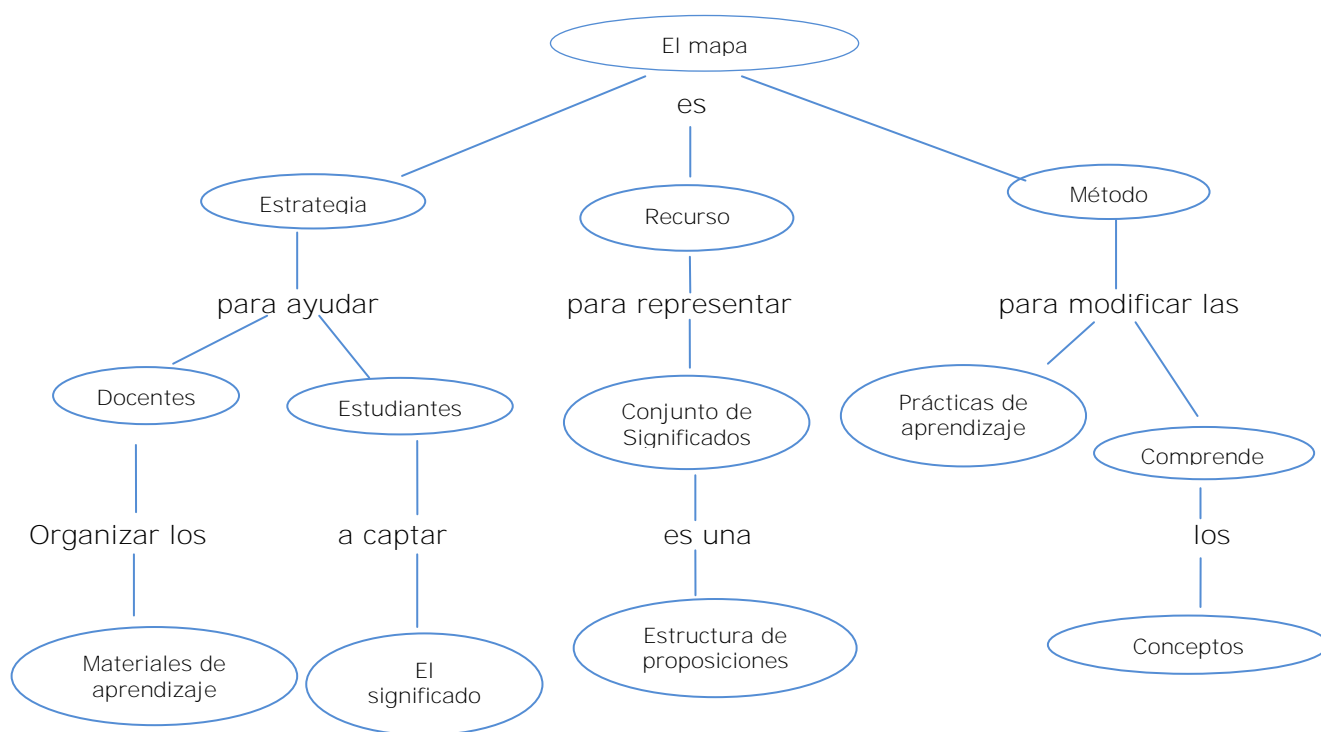 El mapa
es
Estrategia
Recurso
Método
para ayudar
para representar
para modificar las
Docentes
Estudiantes
Conjunto de
Significados
Prácticas de
aprendizaje
Comprende
Organizar los
a captar
es una
los
Materiales de
aprendizaje
El
significado
Estructura de
proposiciones
Conceptos